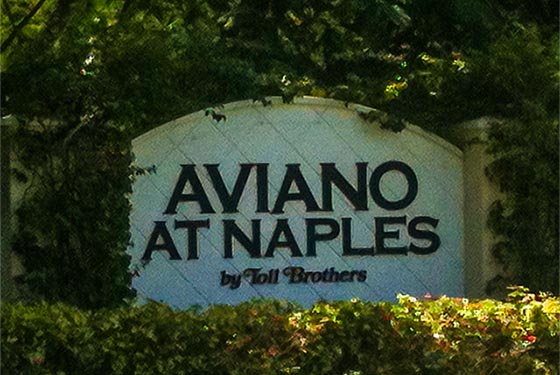 AVIANO
AT NAPLES
by Toll Brothers